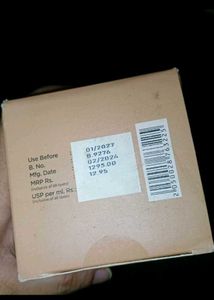 Use Before
B. No.
Mfg. Date
MRP Rs.
(Inclusive of all taxes)
USP per ml. Rs.
(Inclusive of all taxes)
01/2027
B.9276
02/2024
1295.00
12.95